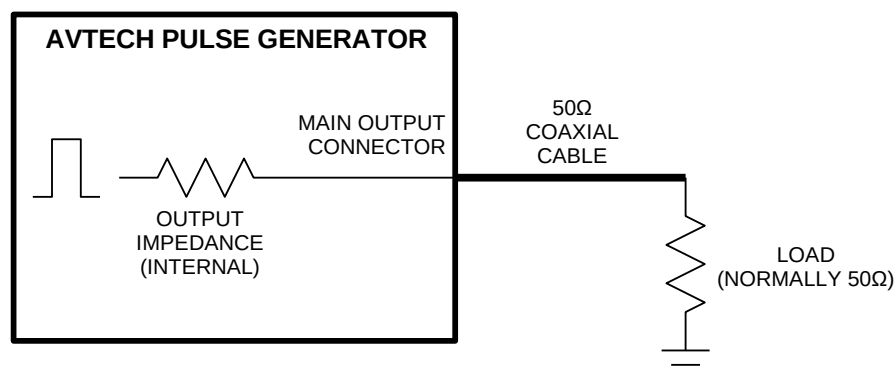 AVTECH PULSE GENERATOR
MAIN OUTPUT
CONNECTOR
OUTPUT
IMPEDANCE
(INTERNAL)
50Ω
COAXIAL
CABLE
LOAD
(NORMALLY 50Ω)